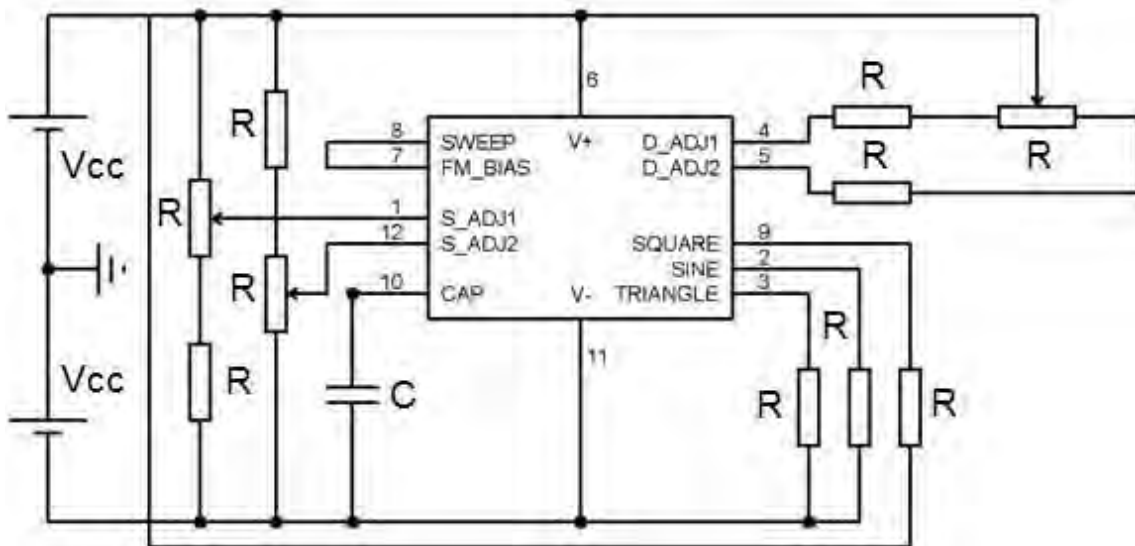 6
R
R
8 SWEEP V+ D_ADJ1 4
R
7 FM_BIAS D_ADJ2 5
R
Vcc
R
1 S_ADJ1
12 S_ADJ2 SQUARE 9
SINE 2
R
10 CAP V- TRIANGLE 3
R
11
Vcc
R
C
R
R